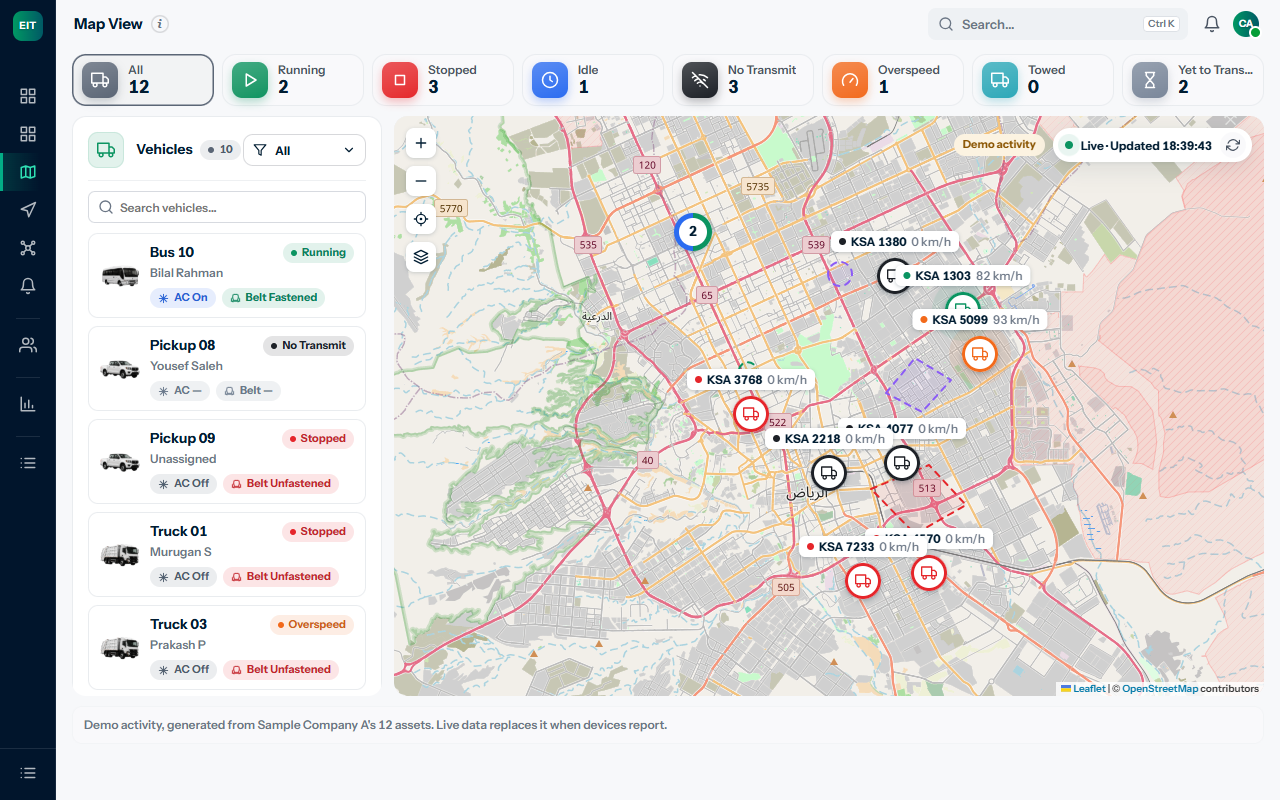 EIT
Map View
i
Search...
Ctrl K
CA
All
12
Running
2
Stopped
3
Idle
1
No Transmit
3
Overspeed
1
Towed
0
Yet to Trans...
2
Vehicles
10
All
Search vehicles...
Bus 10
Running
Bilal Rahman
AC On
Belt Fastened
Pickup 08
No Transmit
Yousef Saleh
AC —
Belt —
Pickup 09
Stopped
Unassigned
AC Off
Belt Unfastened
Truck 01
Stopped
Murugan S
AC Off
Belt Unfastened
Truck 03
Overspeed
Prakash P
AC Off
Belt Unfastened
+
−
Demo activity
Live · Updated 18:39:43
120
5735
5770
535
2
539
KSA 1380 0 km/h
KSA 1303 82 km/h
65
KSA 5099 93 km/h
الدرعية
KSA 3768 0 km/h
522
4077 0 km/h
KSA 2218 0 km/h
40
513
الرياض
0 km/h
KSA 7233 0 km/h
505
Leaflet | © OpenStreetMap contributors
Demo activity, generated from Sample Company A's 12 assets. Live data replaces it when devices report.